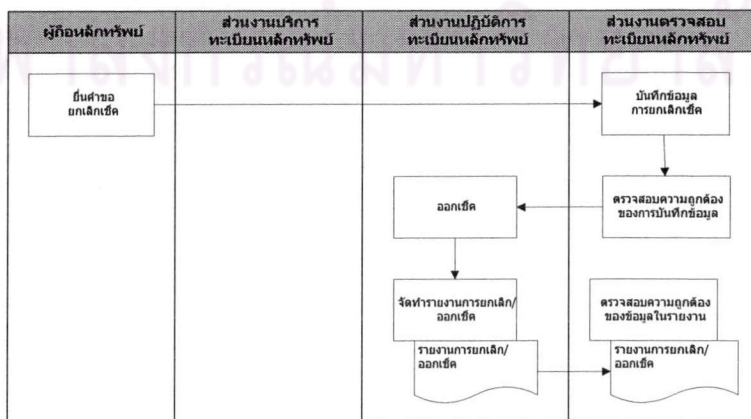 ผู้ถือหลักทรัพย์
ส่วนงานบริการ
ทะเบียนหลักทรัพย์
ส่วนงานปฏิบัติการ
ทะเบียนหลักทรัพย์
ส่วนงานตรวจสอบ
ทะเบียนหลักทรัพย์
ยื่นคำขอ
ยกเลิกเช็ค
บันทึกข้อมูล
การยกเลิกเช็ค
ออกเช็ค
ตรวจสอบความถูกต้อง
ของการบันทึกข้อมูล
จัดทำรายงานการยกเลิก/
ออกเช็ค
ตรวจสอบความถูกต้อง
ของข้อมูลในรายงาน
รายงานการยกเลิก/
ออกเช็ค
รายงานการยกเลิก/
ออกเช็ค